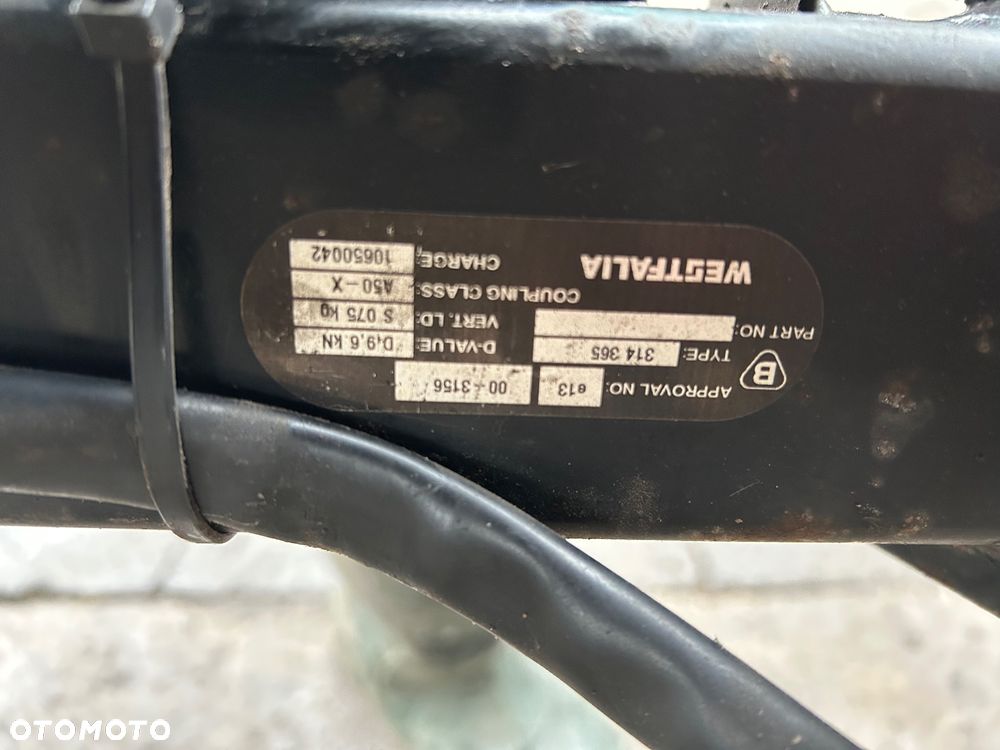 B
APPROVAL NO: e13 00-3156
TYPE: 314 365 D-VALUE: D,9,6 KN
PART NO: VERT. LD: S 075 kg
COUPLING CLASS: A50-X
WESTFALIA CHARGE: 10650042
OTOMOTO